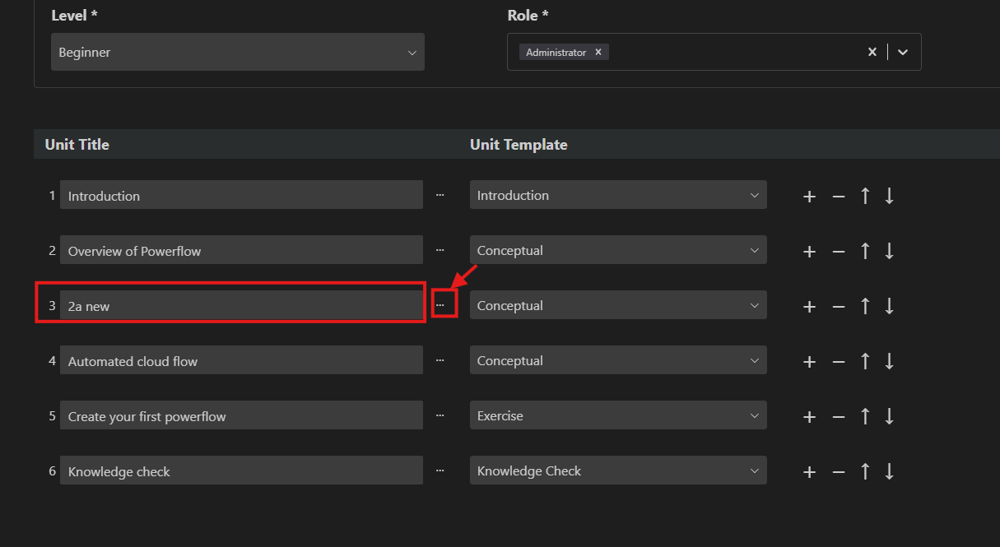 Level * Role *
Beginner Administrator ×
Unit Title Unit Template
1 Introduction ... Introduction + − ↑ ↓
2 Overview of Powerflow ... Conceptual + − ↑ ↓
3 2a new ... Conceptual + − ↑ ↓
4 Automated cloud flow ... Conceptual + − ↑ ↓
5 Create your first powerflow ... Exercise + − ↑ ↓
6 Knowledge check ... Knowledge Check + − ↑ ↓